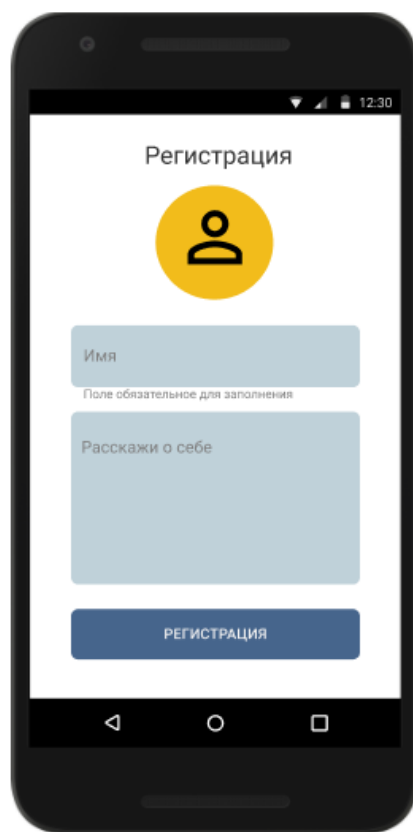 12:30
Регистрация
Имя
Поле обязательное для заполнения
Расскажи о себе
РЕГИСТРАЦИЯ